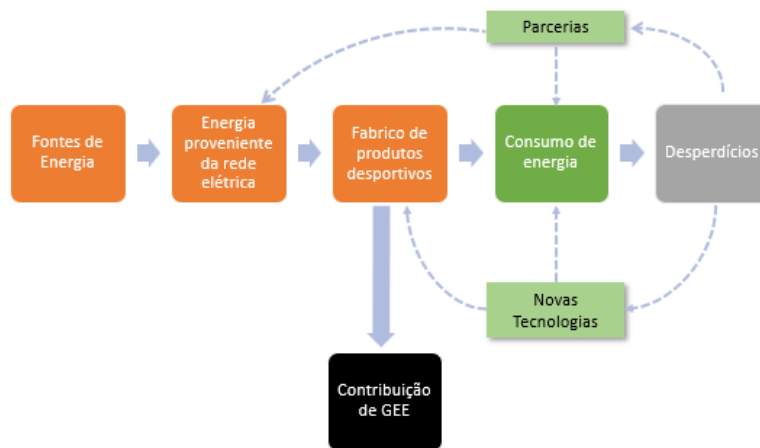 Parcerias
Fontes de
Energia
Energia
proveniente
da rede
elétrica
Fabrico de
produtos
desportivos
Consumo de
energia
Desperdícios
Novas
Tecnologias
Contribuição
de GEE